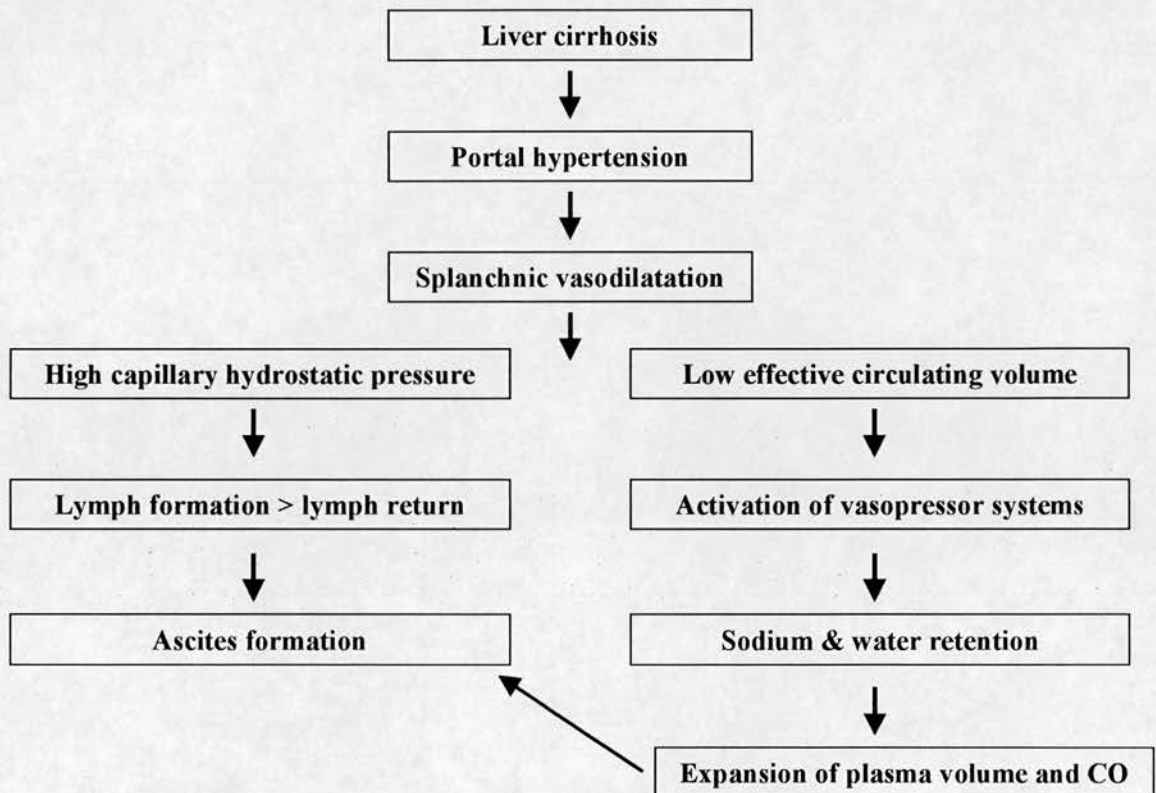 Liver cirrhosis
Portal hypertension
Splanchnic vasodilatation
High capillary hydrostatic pressure
Low effective circulating volume
Lymph formation > lymph return
Activation of vasopressor systems
Ascites formation
Sodium & water retention
Expansion of plasma volume and CO